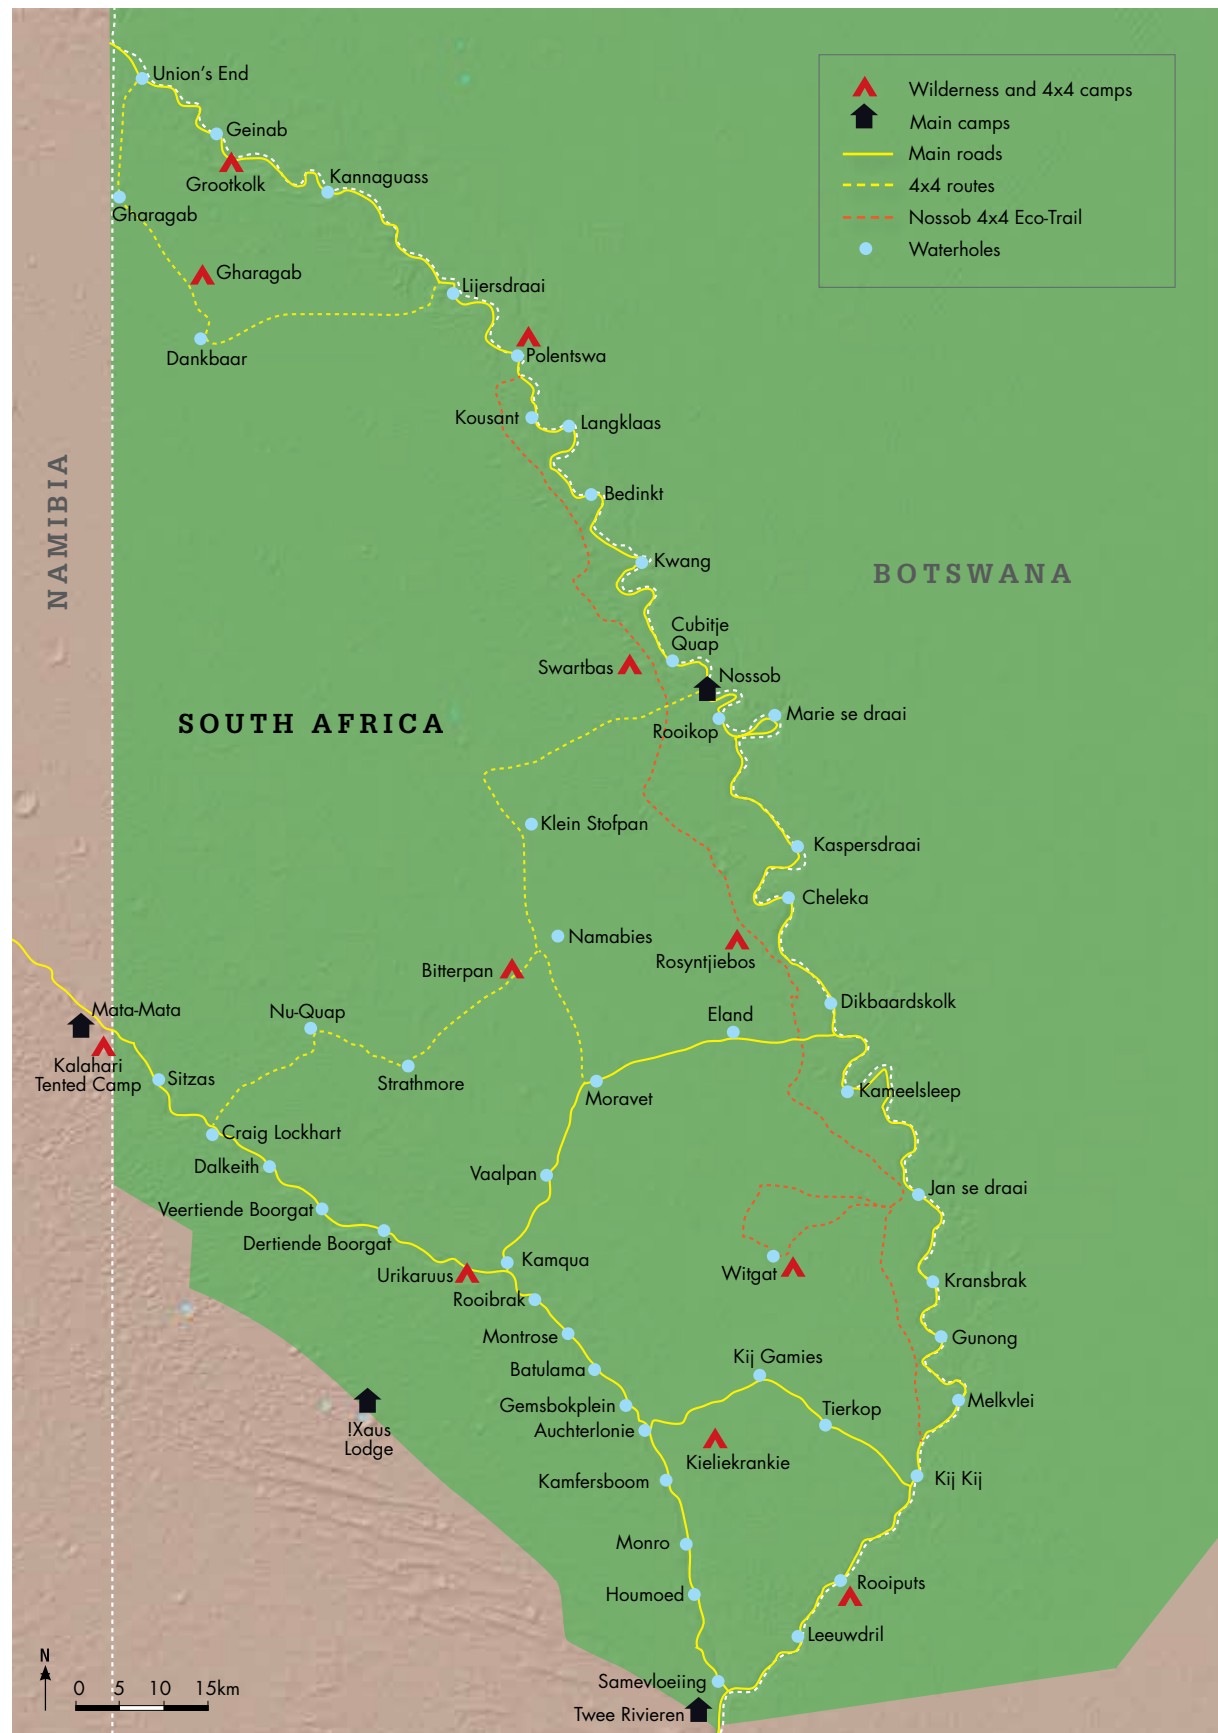 Union's End
Geinab
Grootkolk
Kannaguass
Gharagab
Gharagab
Lijersdraai
Dankbaar
Polentswa
Kousant
Langklaas
Bedinkt
Kwang
Cubitje
Quap
Swartbas
Nossob
Rooikop
Marie se draai
Klein Stofpan
Kaspersdraai
Cheleka
Namabies
Bitterpan
Rosyntjiebos
Dikbaardskolk
Eland
Mata-Mata
Nu-Quap
Kalahari
Tented Camp
Sitzas
Strathmore
Moravet
Kameelsleep
Craig Lockhart
Dalkeith
Vaalpan
Jan se draai
Veertiende Boorgat
Dertiende Boorgat
Kamqua
Urikaruus
Witgat
Kransbrak
Rooibrak
Montrose
Gunong
Batulama
Kij Gamies
Gemsbokplein
Tierkop
Melkvlei
Auchterlonie
!Xaus
Lodge
Kieliekrankie
Kamfersboom
Kij Kij
Monro
Houmoed
Rooiputs
Leeuwdril
Samevloeiing
Twee Rivieren
NAMIBIA
SOUTH AFRICA
BOTSWANA
Wilderness and 4x4 camps
Main camps
Main roads
4x4 routes
Nossob 4x4 Eco-Trail
Waterholes
N
0 5 10 15km